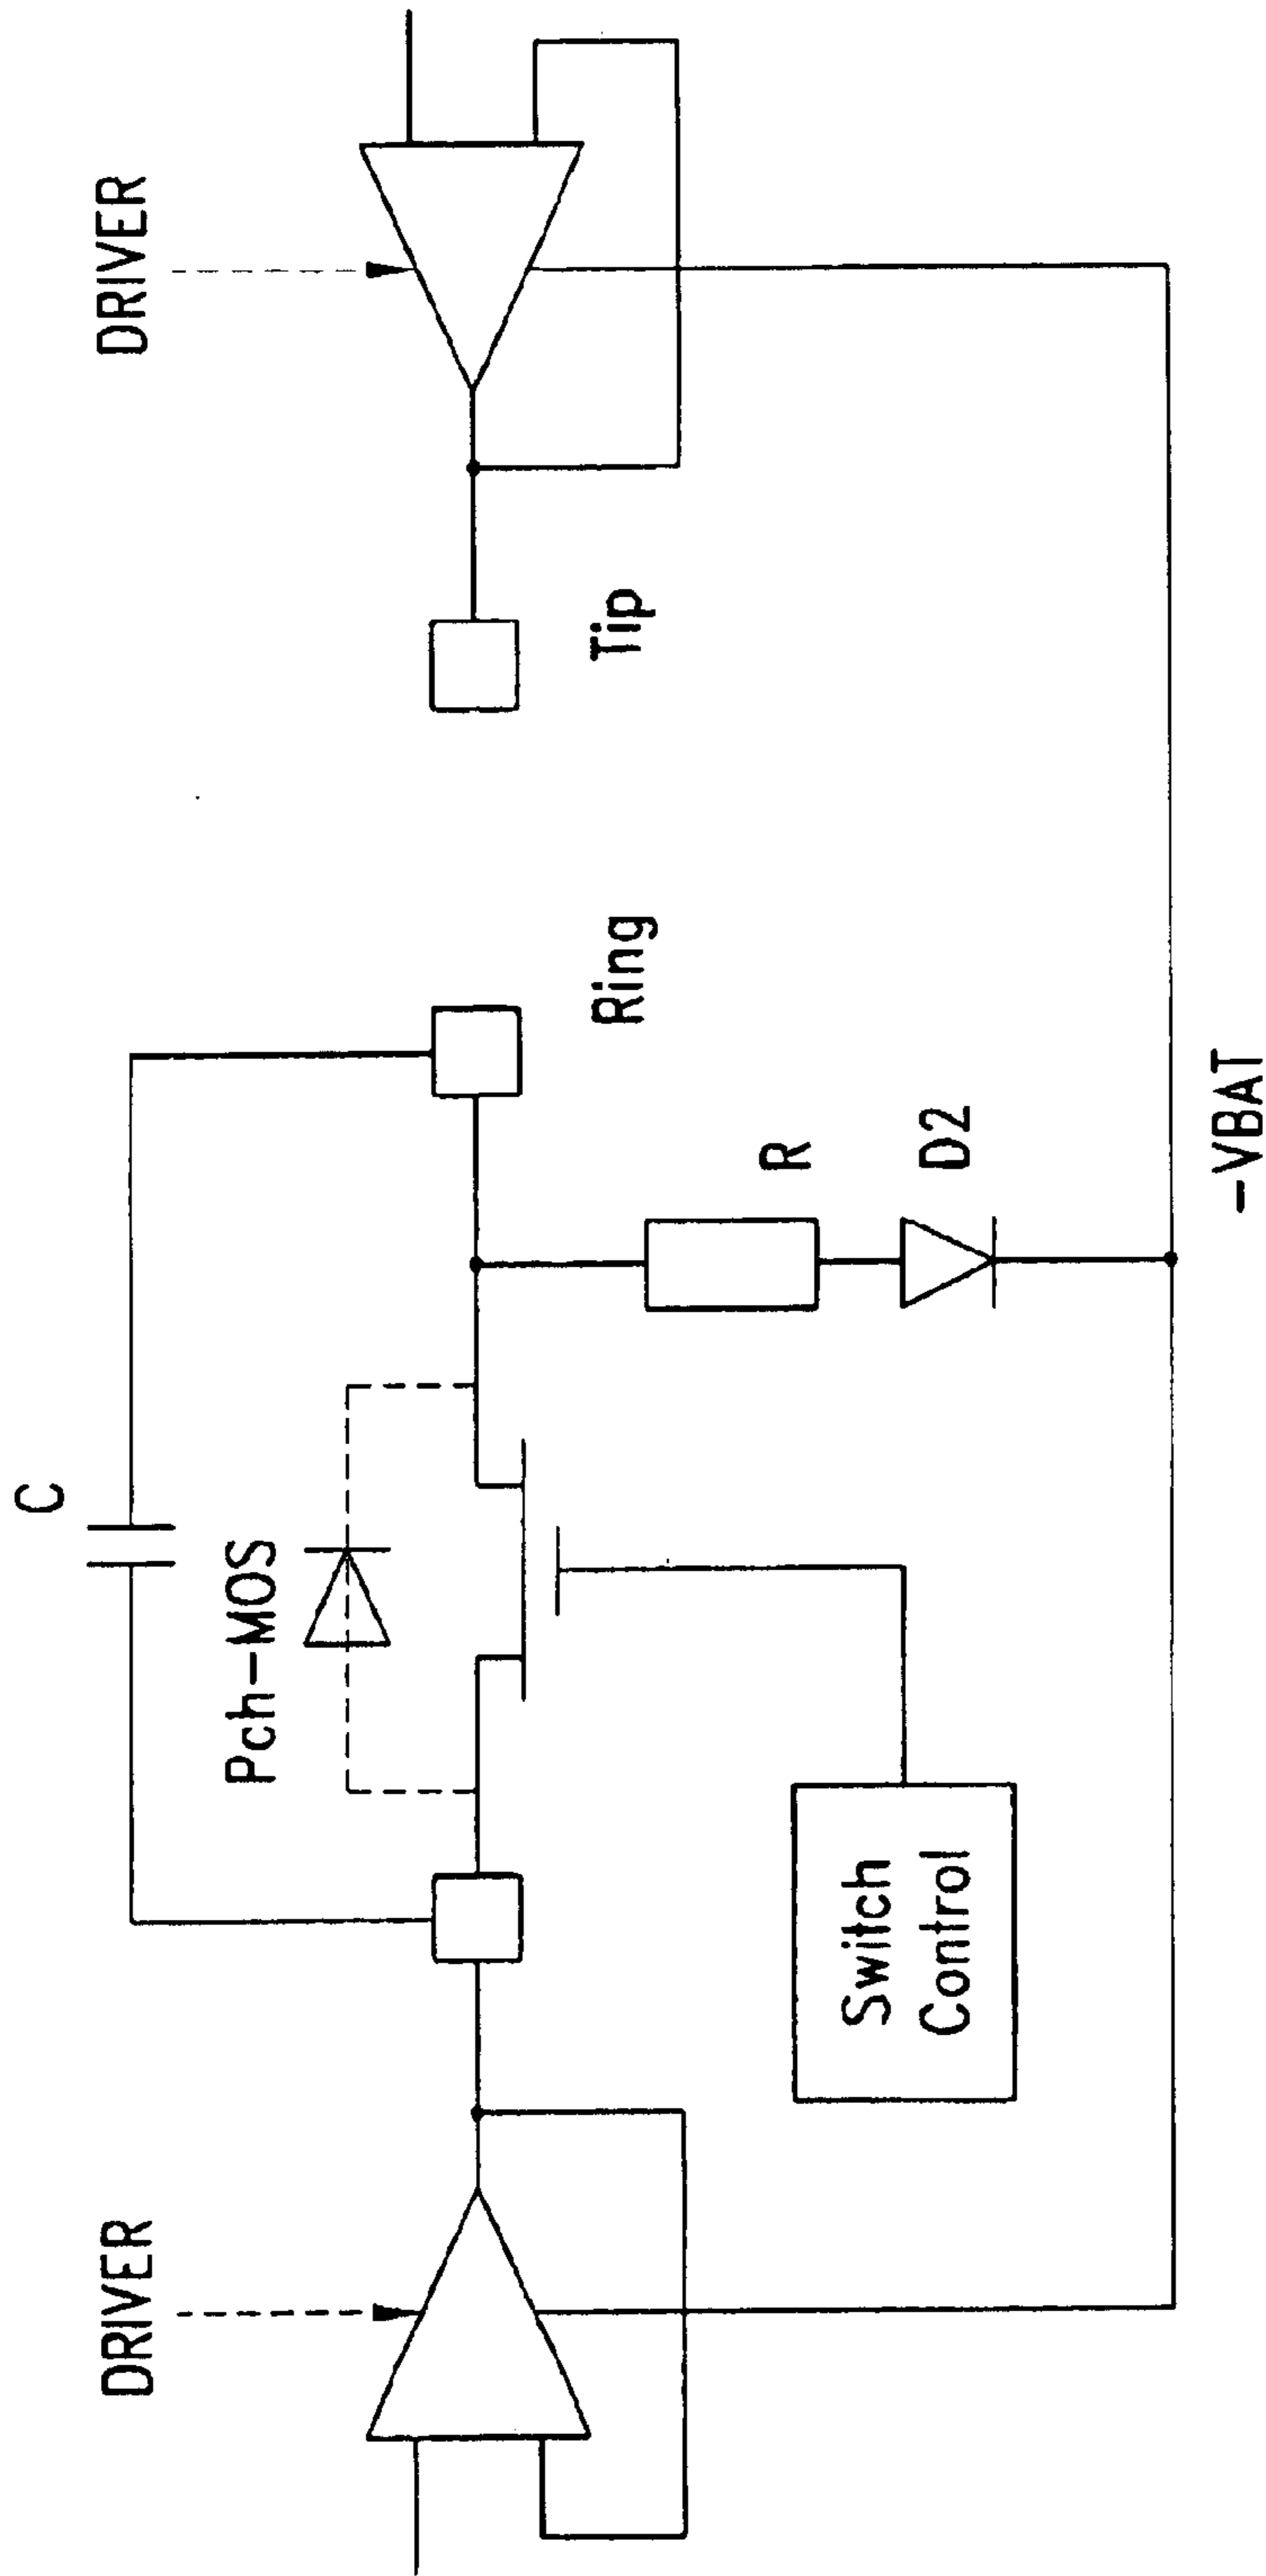 C
DRIVER
Pch-MOS
DRIVER
Ring
Tip
R
D2
Switch
Control
-VBAT